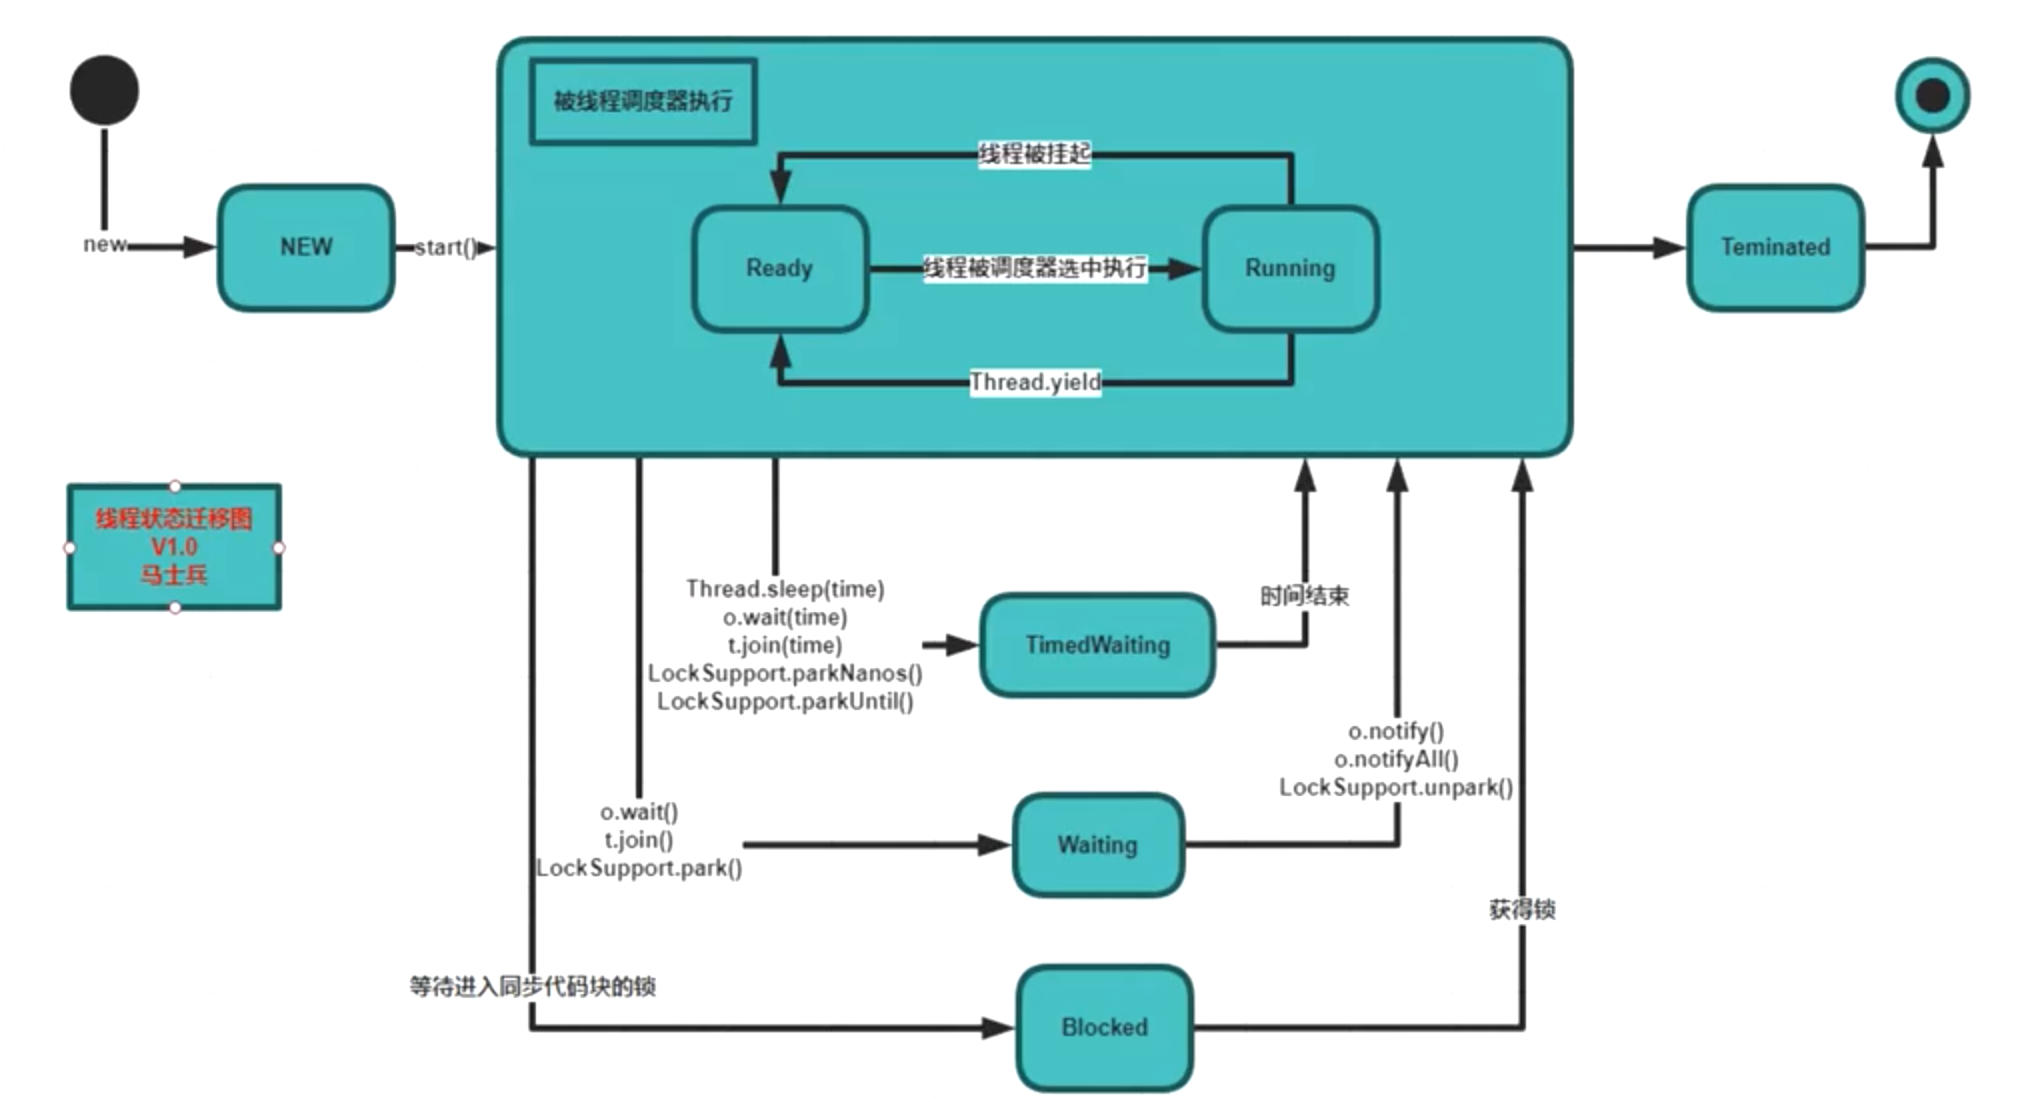 被线程调度器执行
线程被挂起
new
NEW
start()
Ready
线程被调度器选中执行
Running
Teminated
Thread.yield
线程状态迁移图
V1.0
马士兵
Thread.sleep(time)
o.wait(time)
t.join(time)
LockSupport.parkNanos()
LockSupport.parkUntil()
TimedWaiting
时间结束
o.wait()
t.join()
LockSupport.park()
Waiting
o.notify()
o.notifyAll()
LockSupport.unpark()
等待进入同步代码块的锁
Blocked
获得锁